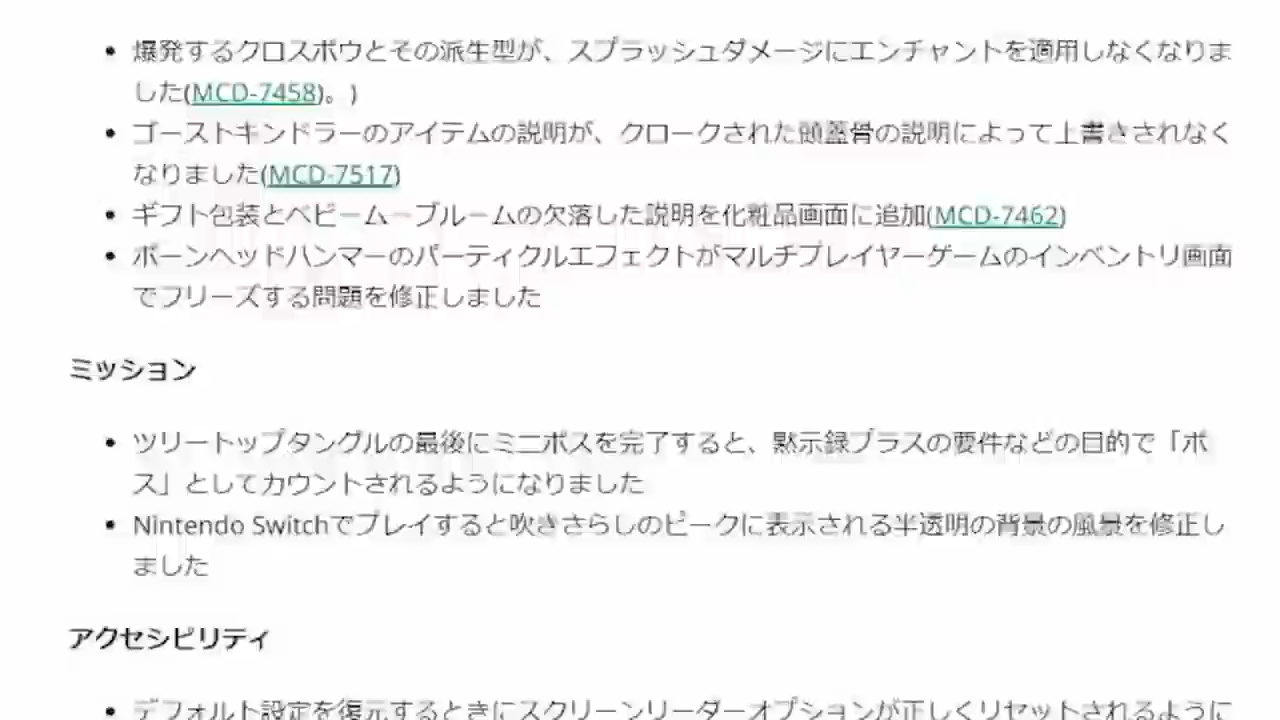 爆発するクロスボウとその派生型が、スプラッシュダメージにエンチャントを適用しなくなりま
した(MCD-7458)。)
ゴーストキンドラーのアイテムの説明が、クロークされた頭蓋骨の説明によって上書きされなく
なりました(MCD-7517)
ギフト包装とベビームーブルームの欠落した説明を化粧品画面に追加(MCD-7462)
ボーンヘッドハンマーのパーティクルエフェクトがマルチプレイヤーゲームのインベントリ画面
でフリーズする問題を修正しました
ミッション
ツリートップタングルの最後にミニボスを完了すると、黙示録プラスの要件などの目的で「ボ
ス」としてカウントされるようになりました
Nintendo Switchでプレイすると吹きさらしのピークに表示される半透明の背景の風景を修正し
ました
アクセシビリティ
デフォルト設定を復元するときにスクリーンリーダーオプションが正しくリセットされるように